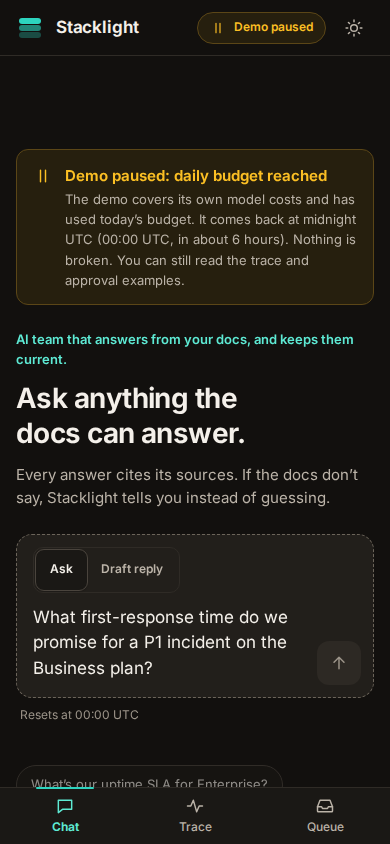 Stacklight
Demo paused
Demo paused: daily budget reached
The demo covers its own model costs and has
used today’s budget. It comes back at midnight
UTC (00:00 UTC, in about 6 hours). Nothing is
broken. You can still read the trace and
approval examples.
AI team that answers from your docs, and keeps them
current.
Ask anything the
docs can answer.
Every answer cites its sources. If the docs don’t
say, Stacklight tells you instead of guessing.
Ask
Draft reply
What first-response time do we
promise for a P1 incident on the
Business plan?
Resets at 00:00 UTC
What’s our uptime SLA for Enterprise?
Chat
Trace
Queue